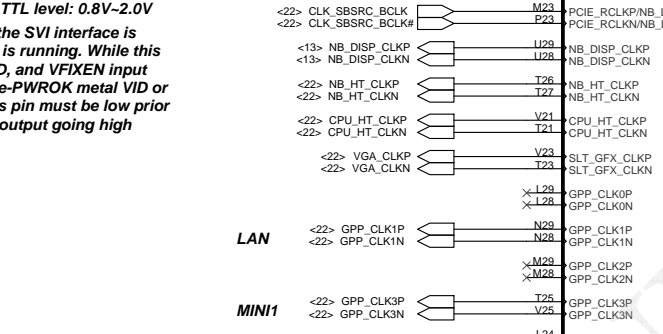 TTL level: 0.8V~2.0V
the SVI interface is
is running. While this
D, and VFIXEN input
e-PWROK metal VID or
s pin must be low prior
output going high
<22> CLK_SBSRC_BCLK M23 PCIE_RCLKP/NB_L
<22> CLK_SBSRC_BCLK# P23 PCIE_RCLKN/NB_L
<13> NB_DISP_CLKP U29 NB_DISP_CLKP
<13> NB_DISP_CLKN U28 NB_DISP_CLKN
<22> NB_HT_CLKP T26 NB_HT_CLKP
<22> NB_HT_CLKN T27 NB_HT_CLKN
<22> CPU_HT_CLKP V21 CPU_HT_CLKP
<22> CPU_HT_CLKN T21 CPU_HT_CLKN
<22> VGA_CLKP V23 SLT_GFX_CLKP
<22> VGA_CLKN T23 SLT_GFX_CLKN
L29 GPP_CLK0P
L28 GPP_CLK0N
LAN
<22> GPP_CLK1P N29 GPP_CLK1P
<22> GPP_CLK1N N28 GPP_CLK1N
M29 GPP_CLK2P
M28 GPP_CLK2N
MINI1
<22> GPP_CLK3P T25 GPP_CLK3P
<22> GPP_CLK3N V25 GPP_CLK3N